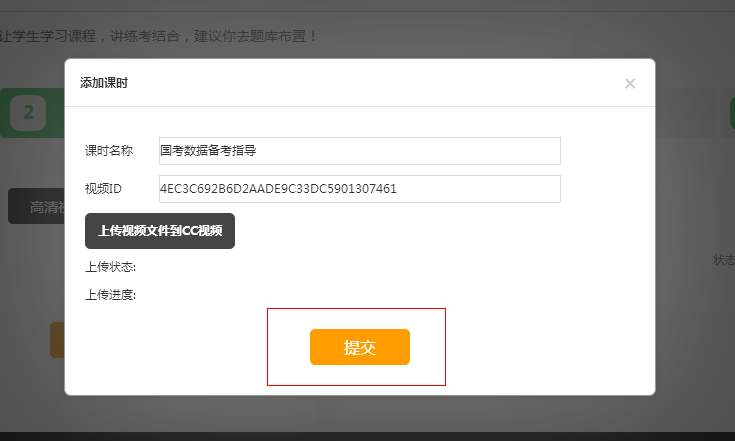 让学生学习课程，讲练考结合，建议你去题库布置！
添加课时
×
2
课时名称
国考数据备考指导
视频ID
4EC3C692B6D2AADE9C33DC5901307461
高清视
上传视频文件到CC视频
状态
上传状态:
上传进度:
提交